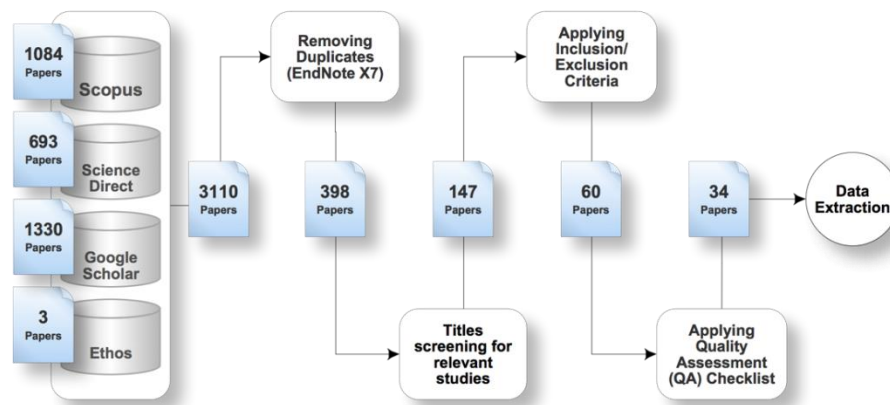 1084
Papers
Scopus
693
Papers
Science
Direct
1330
Papers
Google
Scholar
3
Papers
Ethos
3110
Papers
Removing
Duplicates
(EndNote X7)
398
Papers
Titles
screening for
relevant
studies
147
Papers
Applying
Inclusion/
Exclusion
Criteria
60
Papers
Applying
Quality
Assessment
(QA) Checklist
34
Papers
Data
Extraction